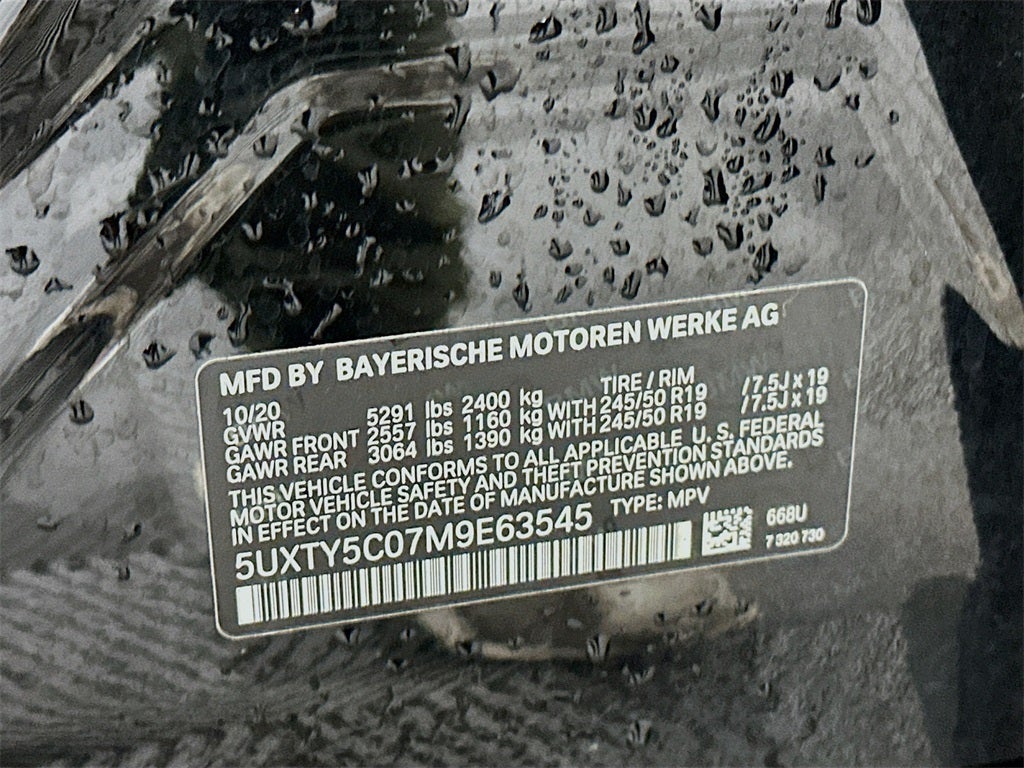 MFD BY BAYERISCHE MOTOREN WERKE AG
10/20 TIRE / RIM
GVWR 5291 lbs 2400 kg
GAWR FRONT 2557 lbs 1160 kg WITH 245/50 R19 /7.5J x 19
GAWR REAR 3064 lbs 1390 kg WITH 245/50 R19 /7.5J x 19
THIS VEHICLE CONFORMS TO ALL APPLICABLE U. S. FEDERAL
MOTOR VEHICLE SAFETY AND THEFT PREVENTION STANDARDS
IN EFFECT ON THE DATE OF MANUFACTURE SHOWN ABOVE.
5UXTY5C07M9E63545 TYPE: MPV
668U
7 320 730